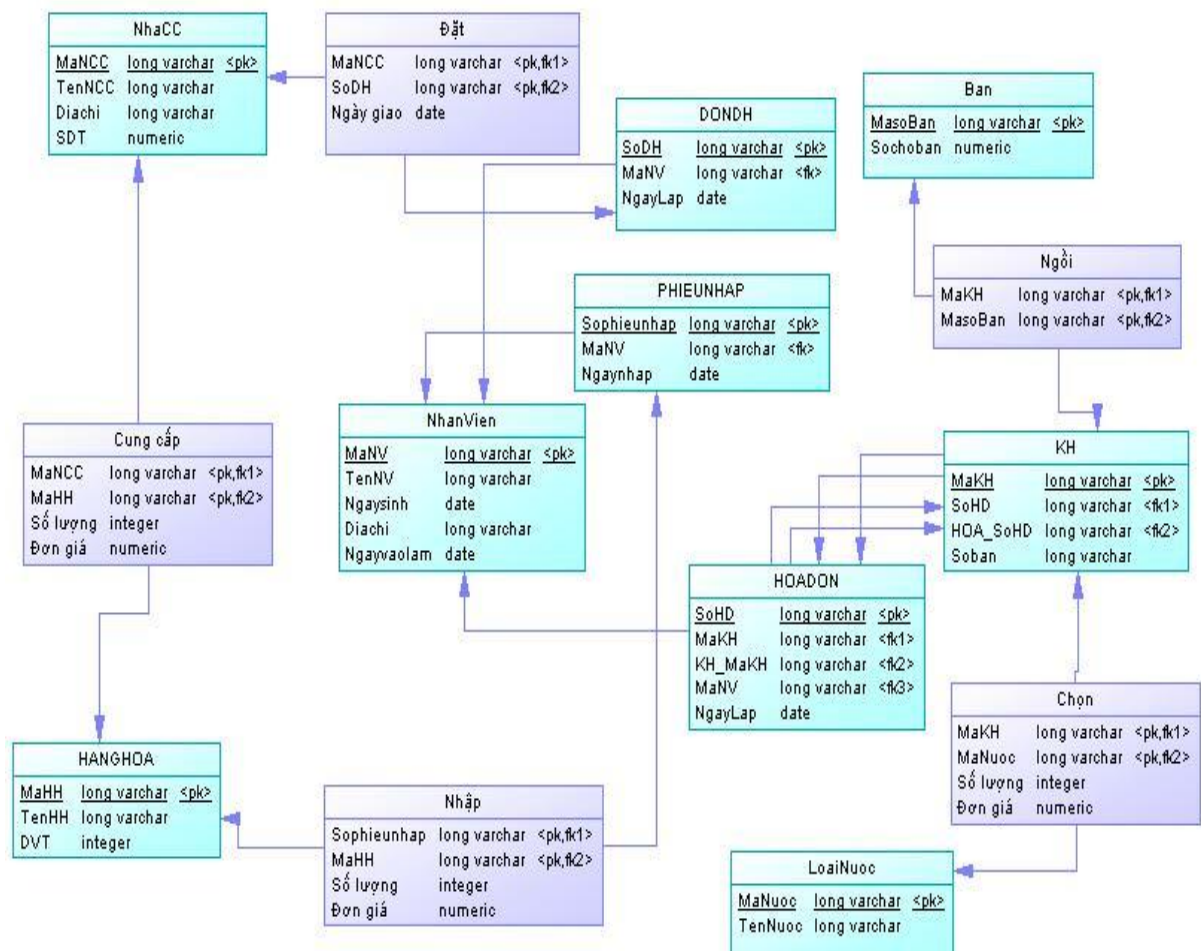 NhaCC
MaNCC long varchar <pk>
TenNCC long varchar
Diachi long varchar
SDT numeric
Đặt
MaNCC long varchar <pk,fk1>
SoDH long varchar <pk,fk2>
Ngày giao date
DONDH
SoDH long varchar <pk>
MaNV long varchar <fk>
NgayLap date
Ban
MasoBan long varchar <pk>
Sochoban numeric
Ngồi
MaKH long varchar <pk,fk1>
MasoBan long varchar <pk,fk2>
PHIEUNHAP
Sophieunhap long varchar <pk>
MaNV long varchar <fk>
Ngaynhap date
NhanVien
MaNV long varchar <pk>
TenNV long varchar
Ngaysinh date
Diachi long varchar
Ngayvaolam date
Cung cấp
MaNCC long varchar <pk,fk1>
MaHH long varchar <pk,fk2>
Số lượng integer
Đơn giá numeric
KH
MaKH long varchar <pk>
SoHD long varchar <fk1>
HOA_SoHD long varchar <fk2>
Soban long varchar
HOADON
SoHD long varchar <pk>
MaKH long varchar <fk1>
KH_MaKH long varchar <fk2>
MaNV long varchar <fk3>
NgayLap date
Chọn
MaKH long varchar <pk,fk1>
MaNuoc long varchar <pk,fk2>
Số lượng integer
Đơn giá numeric
HANGHOA
MaHH long varchar <pk>
TenHH long varchar
DVT integer
Nhập
Sophieunhap long varchar <pk,fk1>
MaHH long varchar <pk,fk2>
Số lượng integer
Đơn giá numeric
LoaiNuoc
MaNuoc long varchar <pk>
TenNuoc long varchar